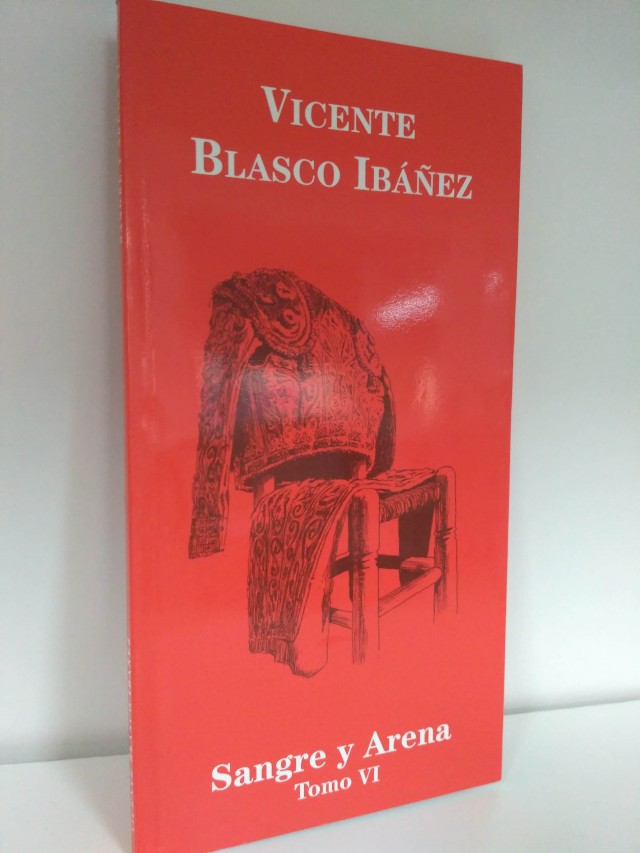 VICENTE
BLASCO IBÁÑEZ
Sangre y Arena
Tomo VI